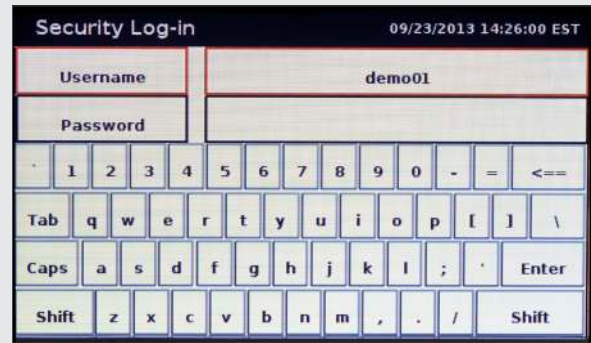 Security Log-in 09/23/2013 14:26:00 EST
Username demo01
Password
` 1 2 3 4 5 6 7 8 9 0 - = <==
Tab q w e r t y u i o p [ ] \
Caps a s d f g h j k l ; ' Enter
Shift z x c v b n m , . / Shift